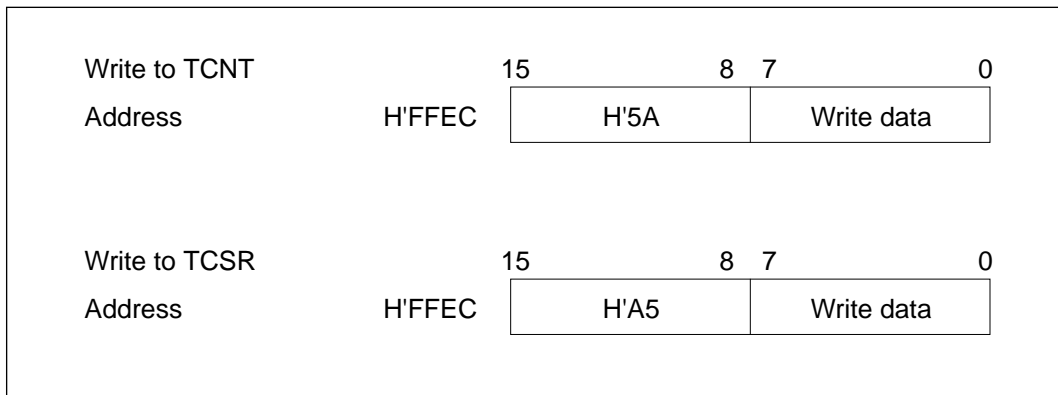 Write to TCNT 15 8 7 0
Address H'FFEC H'5A Write data
Write to TCSR 15 8 7 0
Address H'FFEC H'A5 Write data